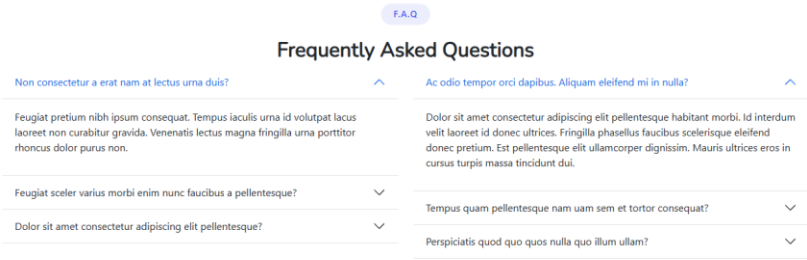 F.A.Q
Frequently Asked Questions
Non consectetur a erat nam at lectus urna duis?
Feugiat pretium nibh ipsum consequat. Tempus iaculis urna id volutpat lacus
laoreet non curabitur gravida. Venenatis lectus magna fringilla urna porttitor
rhoncus dolor purus non.
Feugiat sceler varius morbi enim nunc faucibus a pellentesque?
Dolor sit amet consectetur adipiscing elit pellentesque?
Ac odio tempor orci dapibus. Aliquam eleifend mi in nulla?
Dolor sit amet consectetur adipiscing elit pellentesque habitant morbi. Id interdum
velit laoreet id donec ultrices. Fringilla phasellus faucibus scelerisque eleifend
donec pretium. Est pellentesque elit ullamcorper dignissim. Mauris ultrices eros in
cursus turpis massa tincidunt dui.
Tempus quam pellentesque nam uam sem et tortor consequat?
Perspiciatis quod quo quos nulla quo illum ullam?